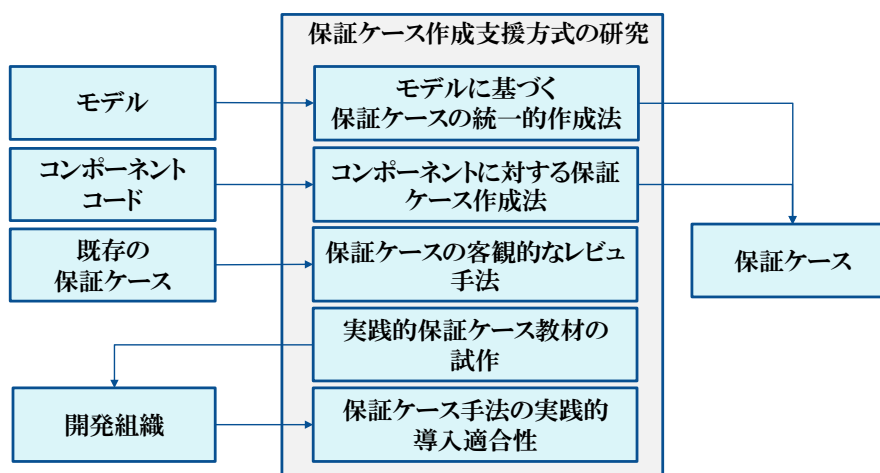 保証ケース作成支援方式の研究
モデル
モデルに基づく
保証ケースの統一的作成法
コンポーネント
コード
コンポーネントに対する保証
ケース作成法
既存の
保証ケース
保証ケースの客観的なレビュ
手法
保証ケース
実践的保証ケース教材の
試作
開発組織
保証ケース手法の実践的
導入適合性